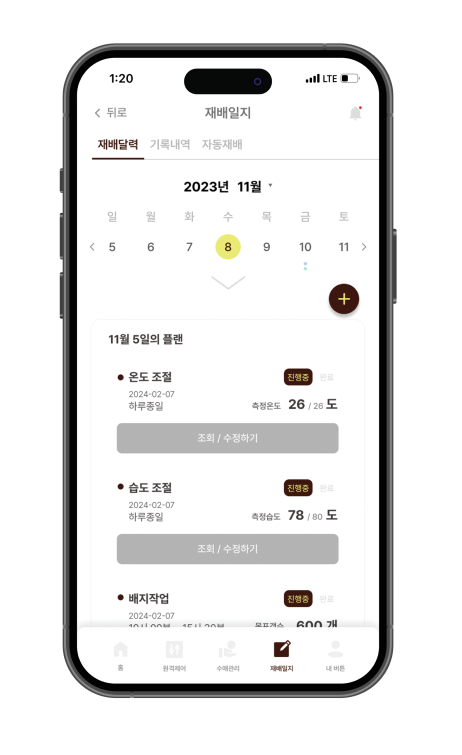 1:20 LTE
뒤로 재배일지
재배달력 기록내역 자동재배
2023년 11월
일 월 화 수 목 금 토
5 6 7 8 9 10 11
11월 5일의 플랜
온도 조절 진행중 완료
2024-02-07
하루종일 측정온도 26 / 26 도
조회 / 수정하기
습도 조절 진행중 완료
2024-02-07
하루종일 측정습도 78 / 80 도
조회 / 수정하기
배지작업 진행중 완료
2024-02-07
목표갯수 600 개
홈 원격제어 수매관리 재배일지 내 버튼